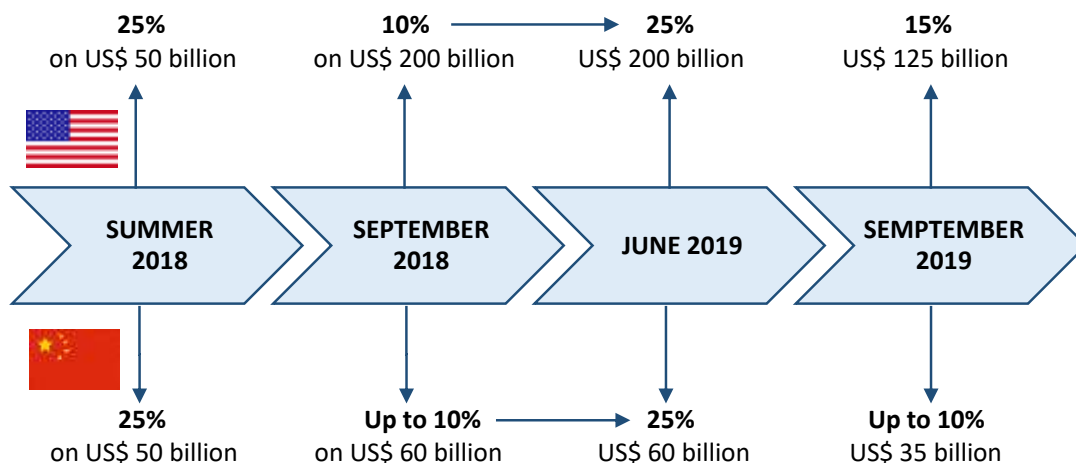 25%
on US$ 50 billion
10%
on US$ 200 billion
25%
US$ 200 billion
15%
US$ 125 billion
SUMMER
2018
SEPTEMBER
2018
JUNE 2019
SEMPTEMBER
2019
25%
on US$ 50 billion
Up to 10%
on US$ 60 billion
25%
US$ 60 billion
Up to 10%
US$ 35 billion